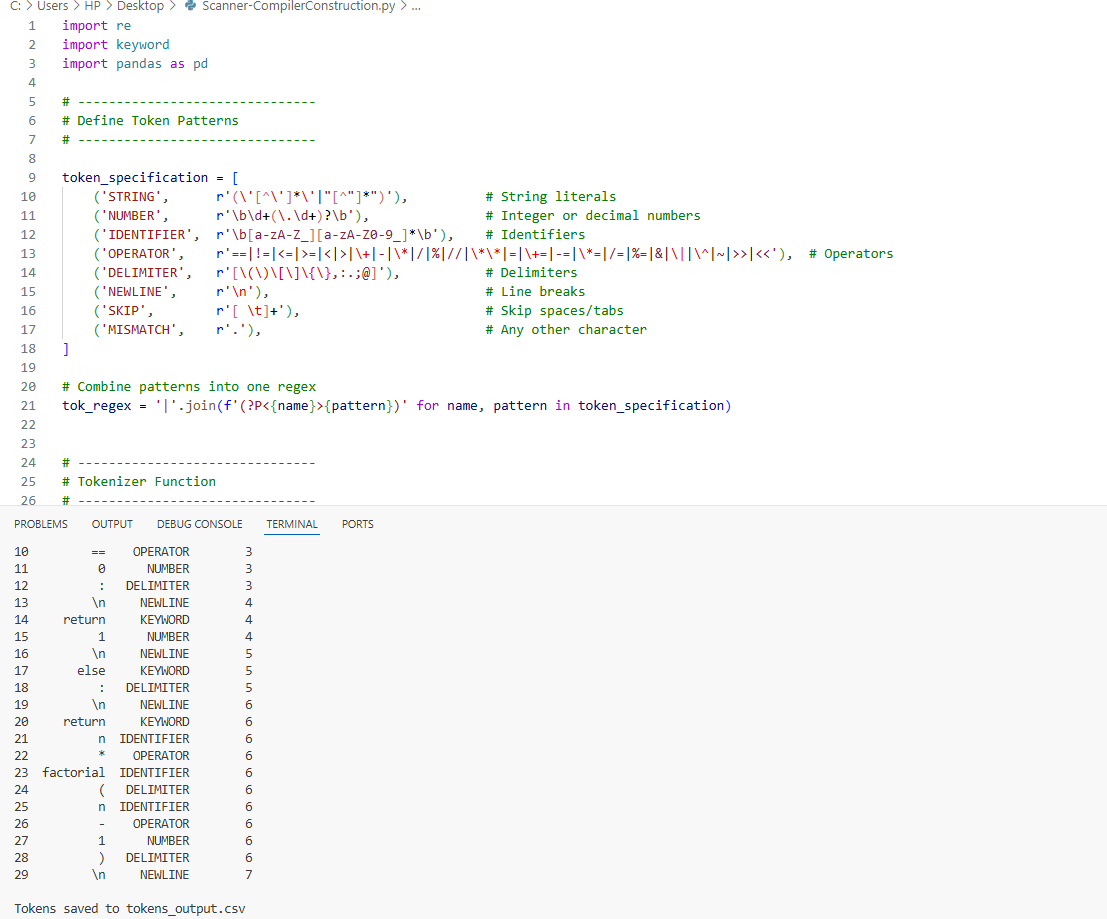 C: > Users > HP > Desktop > Scanner-CompilerConstruction.py > ...
1 import re
2 import keyword
3 import pandas as pd
4
5 # -------------------------------
6 # Define Token Patterns
7 # -------------------------------
8
9 token_specification = [
10 ('STRING', r'(\'[^\']*\'|"[^"]*")'), # String literals
11 ('NUMBER', r'\b\d+(\.\d+)?\b'), # Integer or decimal numbers
12 ('IDENTIFIER', r'\b[a-zA-Z_][a-zA-Z0-9_]*\b'), # Identifiers
13 ('OPERATOR', r'==|!=|<=|>=|<|>|\+|-|\*|/|%|//|\*\*|=|\+=|-=|\*=|/=|%=|&|\||\^|~|>>|<<'), # Operators
14 ('DELIMITER', r'[\(\)\[\]\{\},:.;@]'), # Delimiters
15 ('NEWLINE', r'\n'), # Line breaks
16 ('SKIP', r'[ \t]+'), # Skip spaces/tabs
17 ('MISMATCH', r'.'), # Any other character
18 ]
19
20 # Combine patterns into one regex
21 tok_regex = '|'.join(f'(?P<{name}>{pattern})' for name, pattern in token_specification)
22
23
24 # -------------------------------
25 # Tokenizer Function
26 # -------------------------------
PROBLEMS OUTPUT DEBUG CONSOLE TERMINAL PORTS
10 == OPERATOR 3
11 0 NUMBER 3
12 : DELIMITER 3
13 \n NEWLINE 4
14 return KEYWORD 4
15 1 NUMBER 4
16 \n NEWLINE 5
17 else KEYWORD 5
18 : DELIMITER 5
19 \n NEWLINE 6
20 return KEYWORD 6
21 n IDENTIFIER 6
22 * OPERATOR 6
23 factorial IDENTIFIER 6
24 ( DELIMITER 6
25 n IDENTIFIER 6
26 - OPERATOR 6
27 1 NUMBER 6
28 ) DELIMITER 6
29 \n NEWLINE 7
Tokens saved to tokens_output.csv